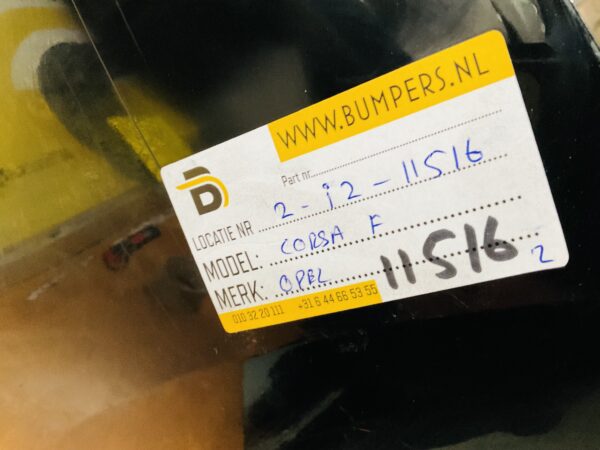 WWW.BUMPERS.NL
Part nr.
LOCATIE NR 2-12-11516
MODEL: CORSA F
MERK: OPEL 11516 2
010 32 20 111 +31 6 44 66 53 55